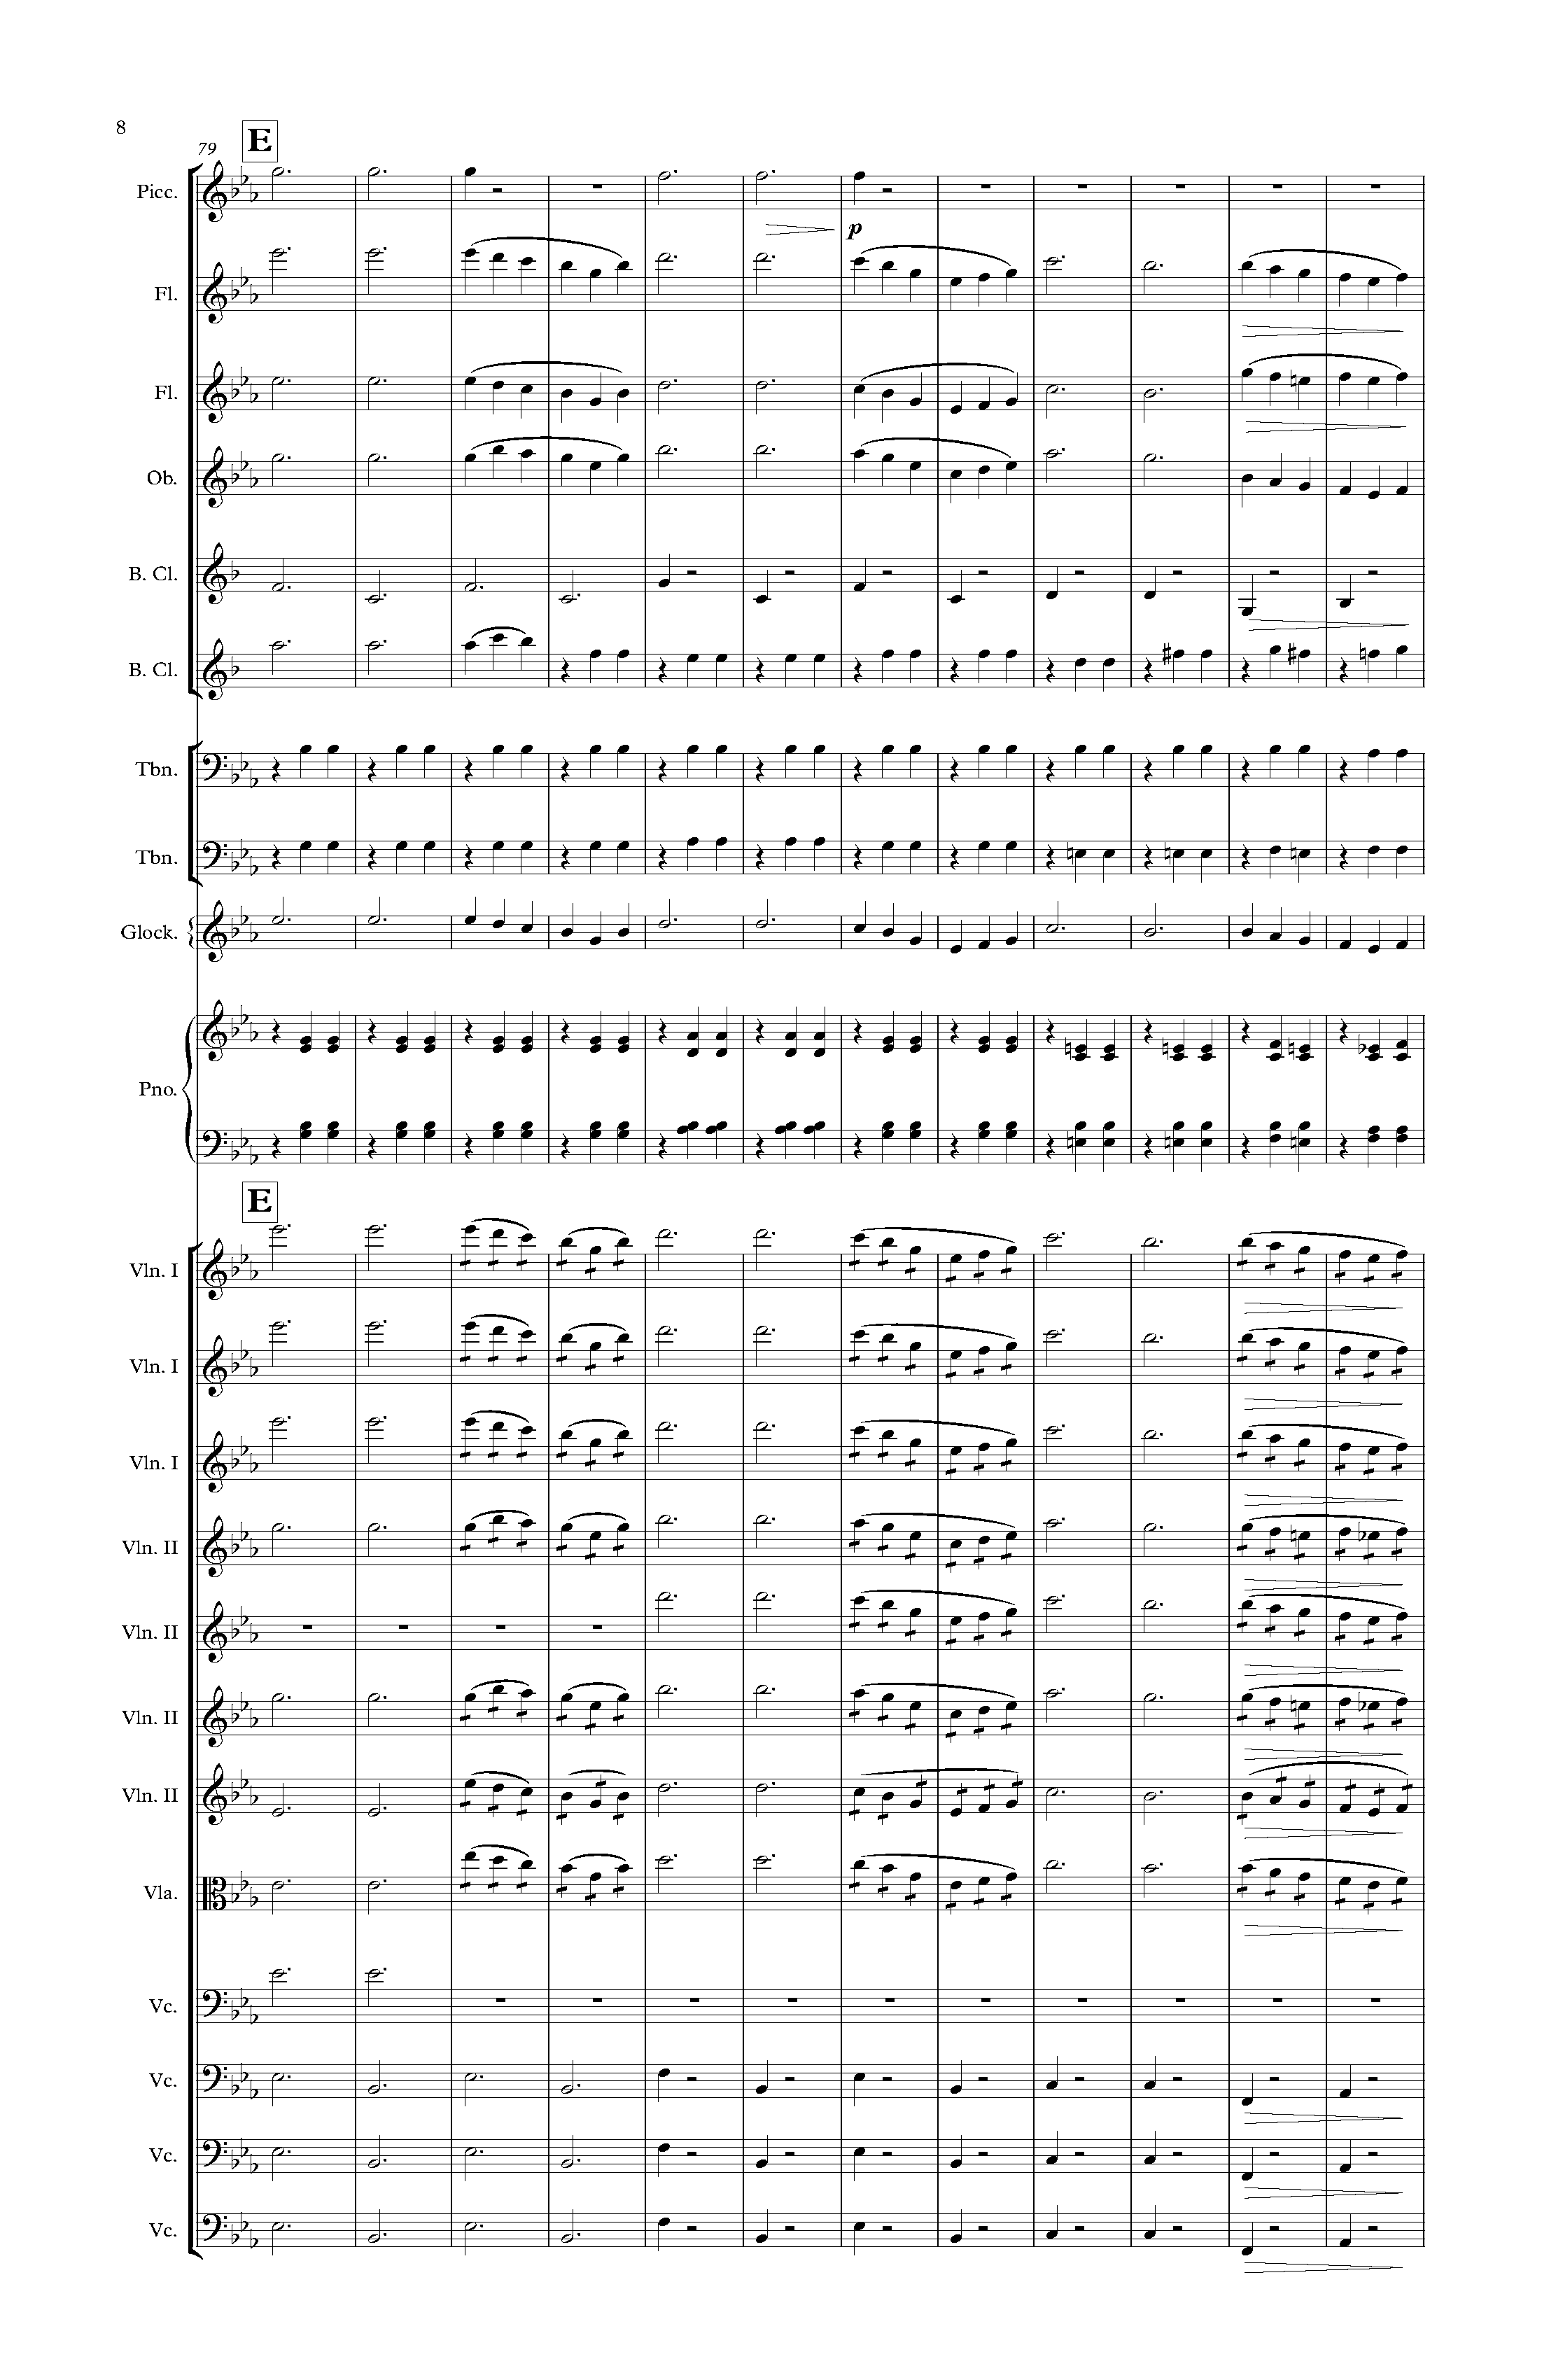 8
79
E
Picc.
p
Fl.
Fl.
Ob.
B. Cl.
B. Cl.
Tbn.
Tbn.
Glock.
Pno.
E
Vln. I
Vln. I
Vln. I
Vln. II
Vln. II
Vln. II
Vln. II
Vla.
Vc.
Vc.
Vc.
Vc.